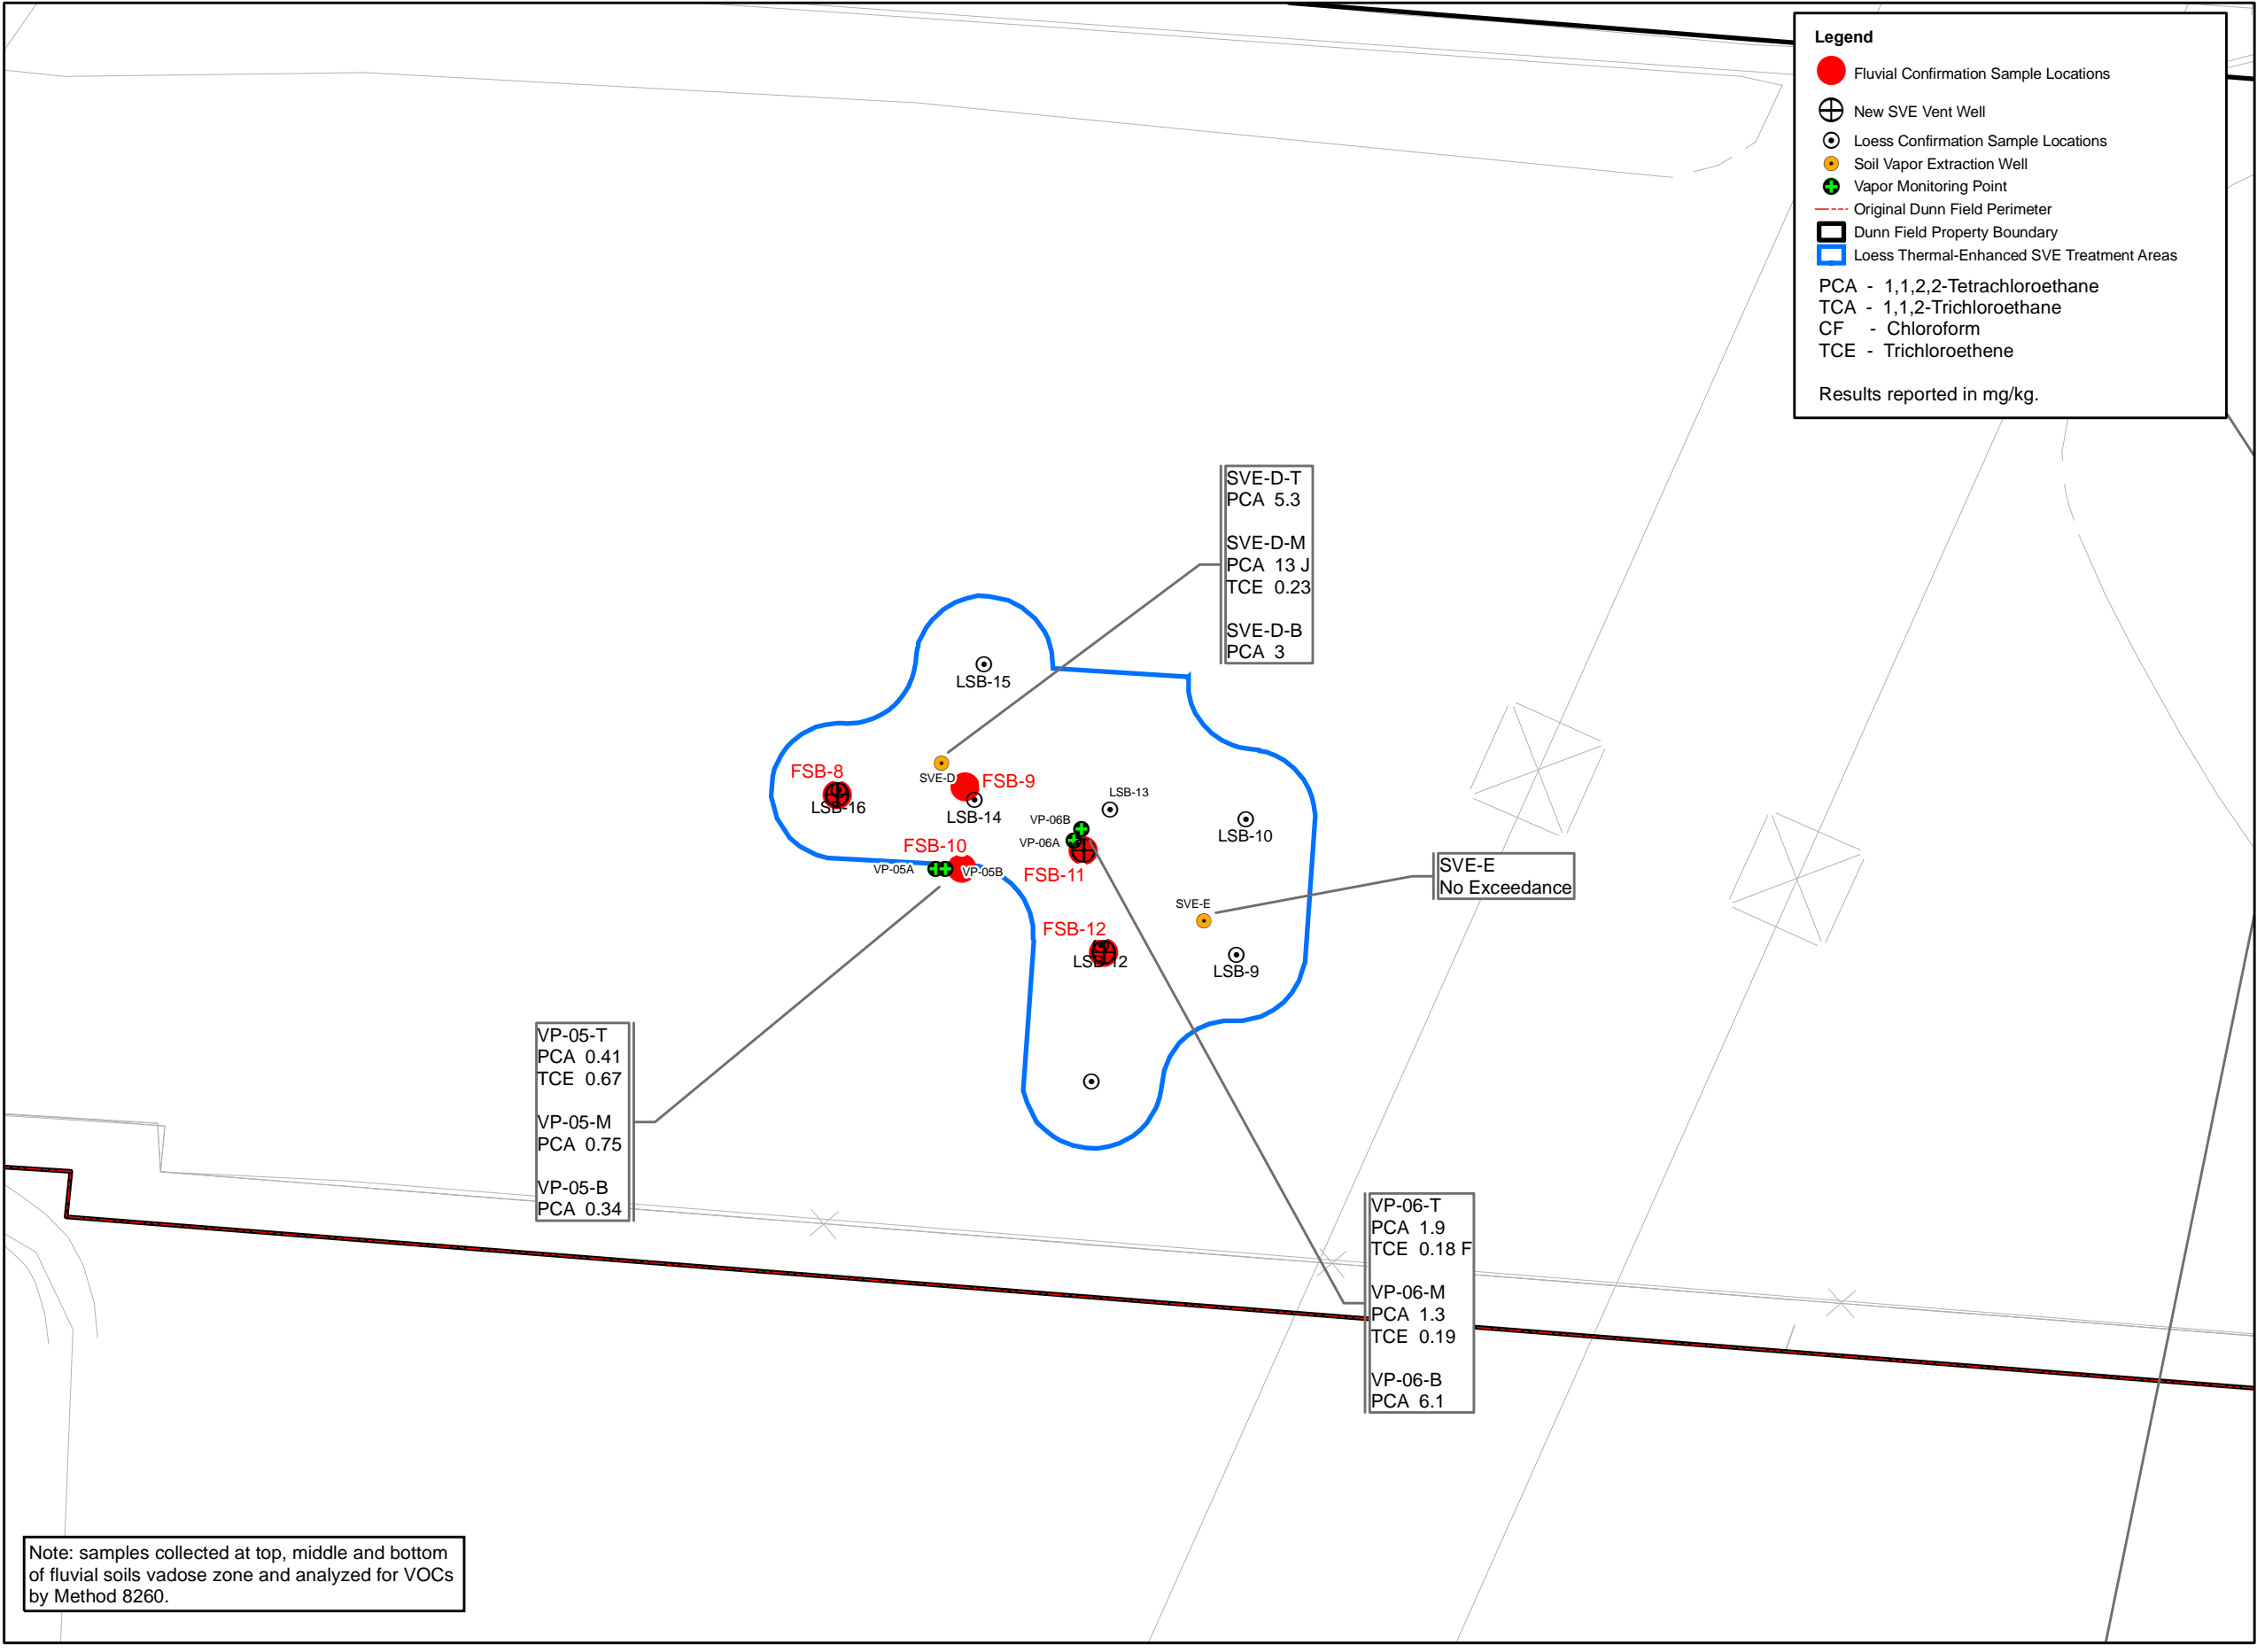 Legend
Fluvial Confirmation Sample Locations
New SVE Vent Well
Loess Confirmation Sample Locations
Soil Vapor Extraction Well
Vapor Monitoring Point
Original Dunn Field Perimeter
Dunn Field Property Boundary
Loess Thermal-Enhanced SVE Treatment Areas
PCA - 1,1,2,2-Tetrachloroethane
TCA - 1,1,2-Trichloroethane
CF - Chloroform
TCE - Trichloroethene
Results reported in mg/kg.
SVE-D-T
PCA 5.3
SVE-D-M
PCA 13 J
TCE 0.23
SVE-D-B
PCA 3
LSB-15
FSB-8
LSB-16
SVE-D
FSB-9
LSB-14
LSB-13
VP-06B
VP-06A
LSB-10
FSB-10
VP-05A
VP-05B
FSB-11
SVE-E
No Exceedance
SVE-E
FSB-12
LSB-12
LSB-9
VP-05-T
PCA 0.41
TCE 0.67
VP-05-M
PCA 0.75
VP-05-B
PCA 0.34
VP-06-T
PCA 1.9
TCE 0.18 F
VP-06-M
PCA 1.3
TCE 0.19
VP-06-B
PCA 6.1
Note: samples collected at top, middle and bottom
of fluvial soils vadose zone and analyzed for VOCs
by Method 8260.